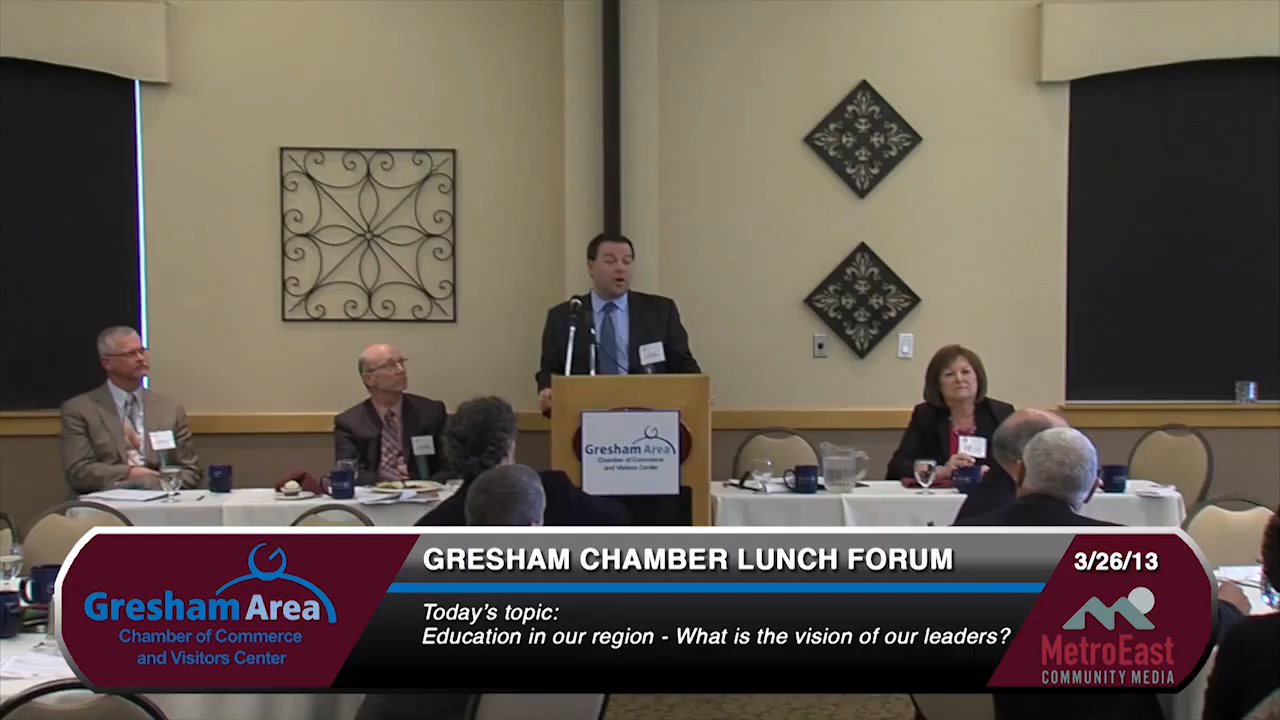 Gresham Area
Chamber of Commerce
and Visitors Center
GRESHAM CHAMBER LUNCH FORUM
3/26/13
Today's topic:
Education in our region - What is the vision of our leaders?
Gresham Area
Chamber of Commerce
and Visitors Center
MetroEast
COMMUNITY MEDIA